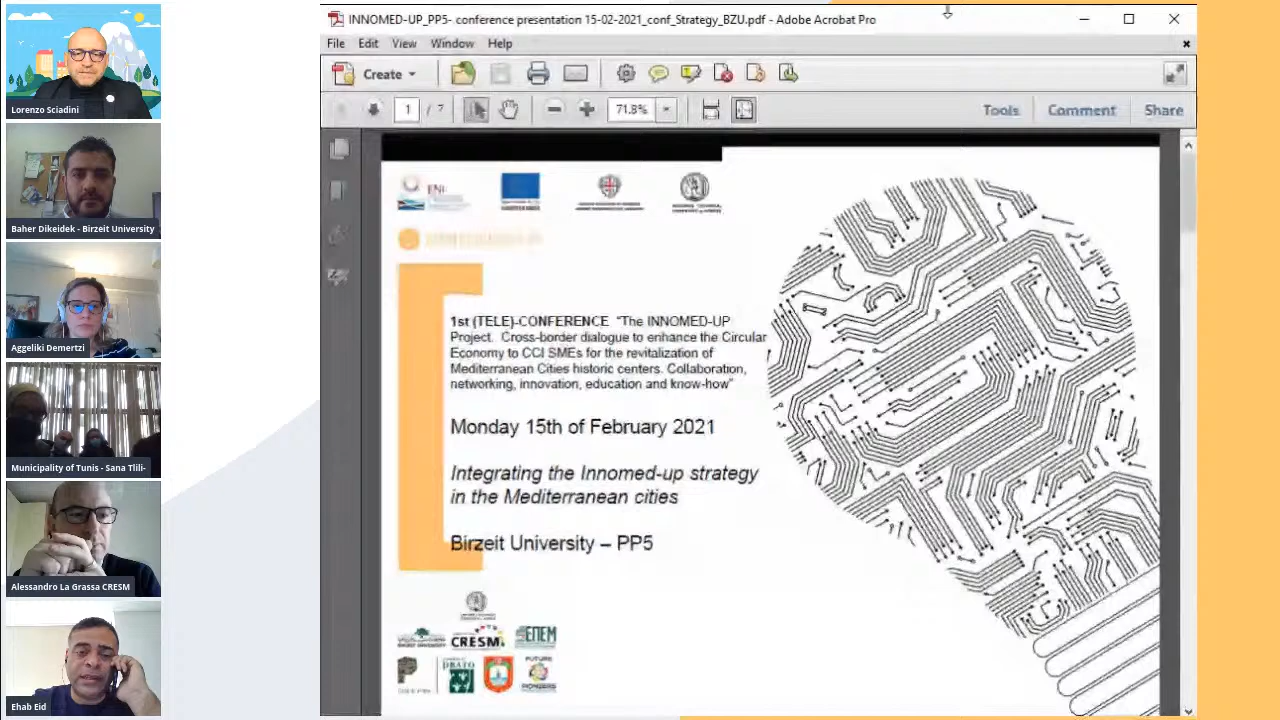 Lorenzo Sciadini
Baher Dikeidek - Birzeit University
Aggeliki Demertzi
Municipality of Tunis - Sana Tlili-
Alessandro La Grassa CRESM
Ehab Eid
INNOMED-UP_PP5- conference presentation 15-02-2021_conf_Strategy_BZU.pdf - Adobe Acrobat Pro
File Edit View Window Help
Create
1 / 7 71.8% Tools Comment Share
1st (TELE)-CONFERENCE "The INNOMED-UP
Project. Cross-border dialogue to enhance the Circular
Economy to CCI SMEs for the revitalization of
Mediterranean Cities historic centers. Collaboration,
networking, innovation, education and know-how"
Monday 15th of February 2021
Integrating the Innomed-up strategy
in the Mediterranean cities
Birzeit University – PP5
CRESM
PRATO
FUTURE
PIONEERS